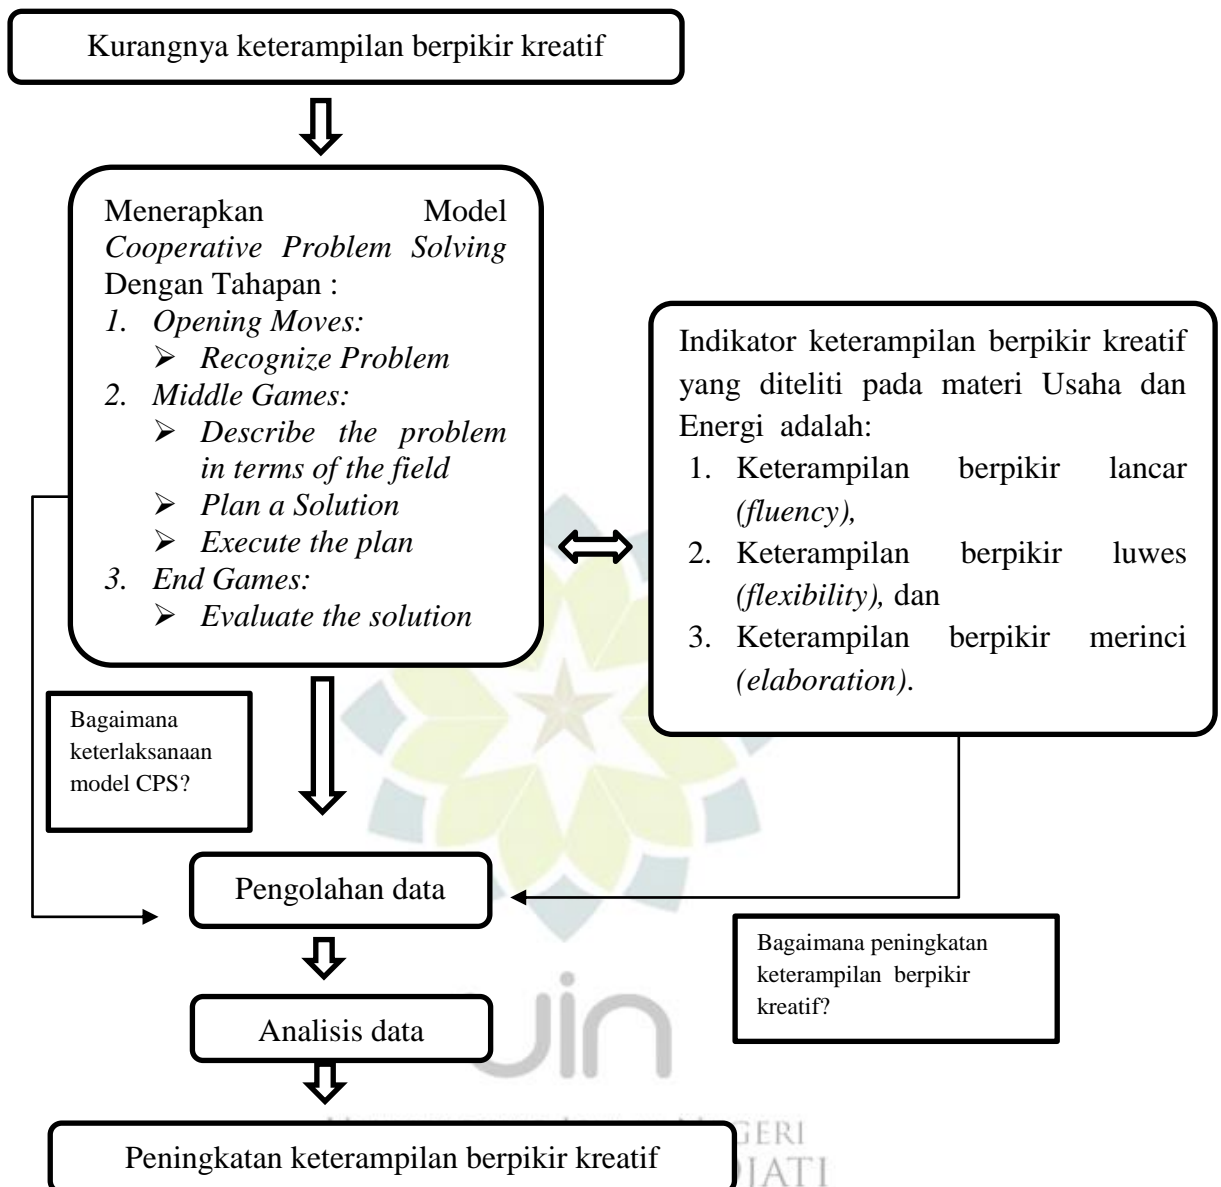 Kurangnya keterampilan berpikir kreatif
Menerapkan Model
Cooperative Problem Solving
Dengan Tahapan :
1. Opening Moves:
➢ Recognize Problem
2. Middle Games:
➢ Describe the problem
in terms of the field
➢ Plan a Solution
➢ Execute the plan
3. End Games:
➢ Evaluate the solution
Indikator keterampilan berpikir kreatif
yang diteliti pada materi Usaha dan
Energi adalah:
1. Keterampilan berpikir lancar
(fluency),
2. Keterampilan berpikir luwes
(flexibility), dan
3. Keterampilan berpikir merinci
(elaboration).
Bagaimana
keterlaksanaan
model CPS?
Pengolahan data
Bagaimana peningkatan
keterampilan berpikir
kreatif?
Analisis data
uin
GERI
Peningkatan keterampilan berpikir kreatif
JATI